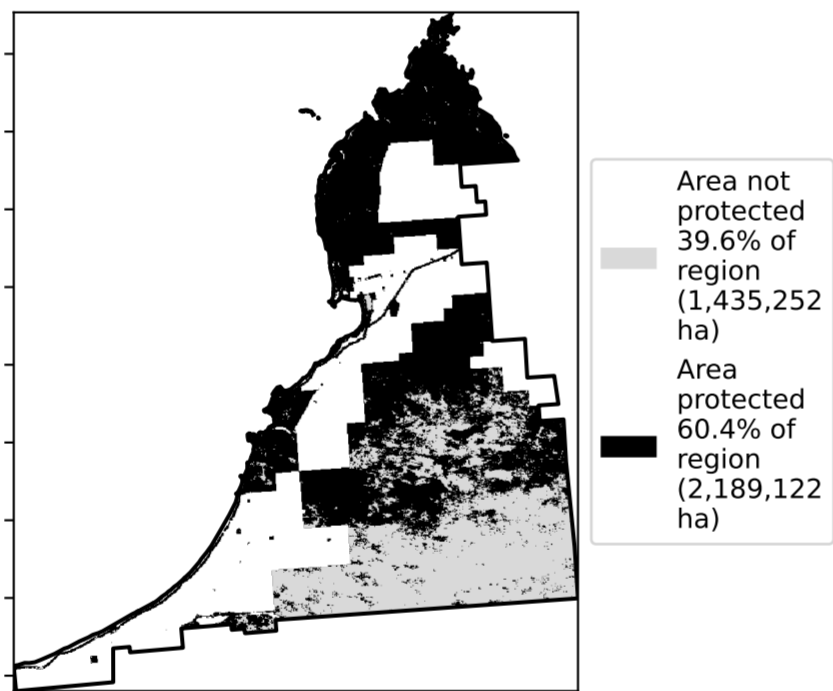 Area not
protected
39.6% of
region
(1,435,252
ha)
Area
protected
60.4% of
region
(2,189,122
ha)